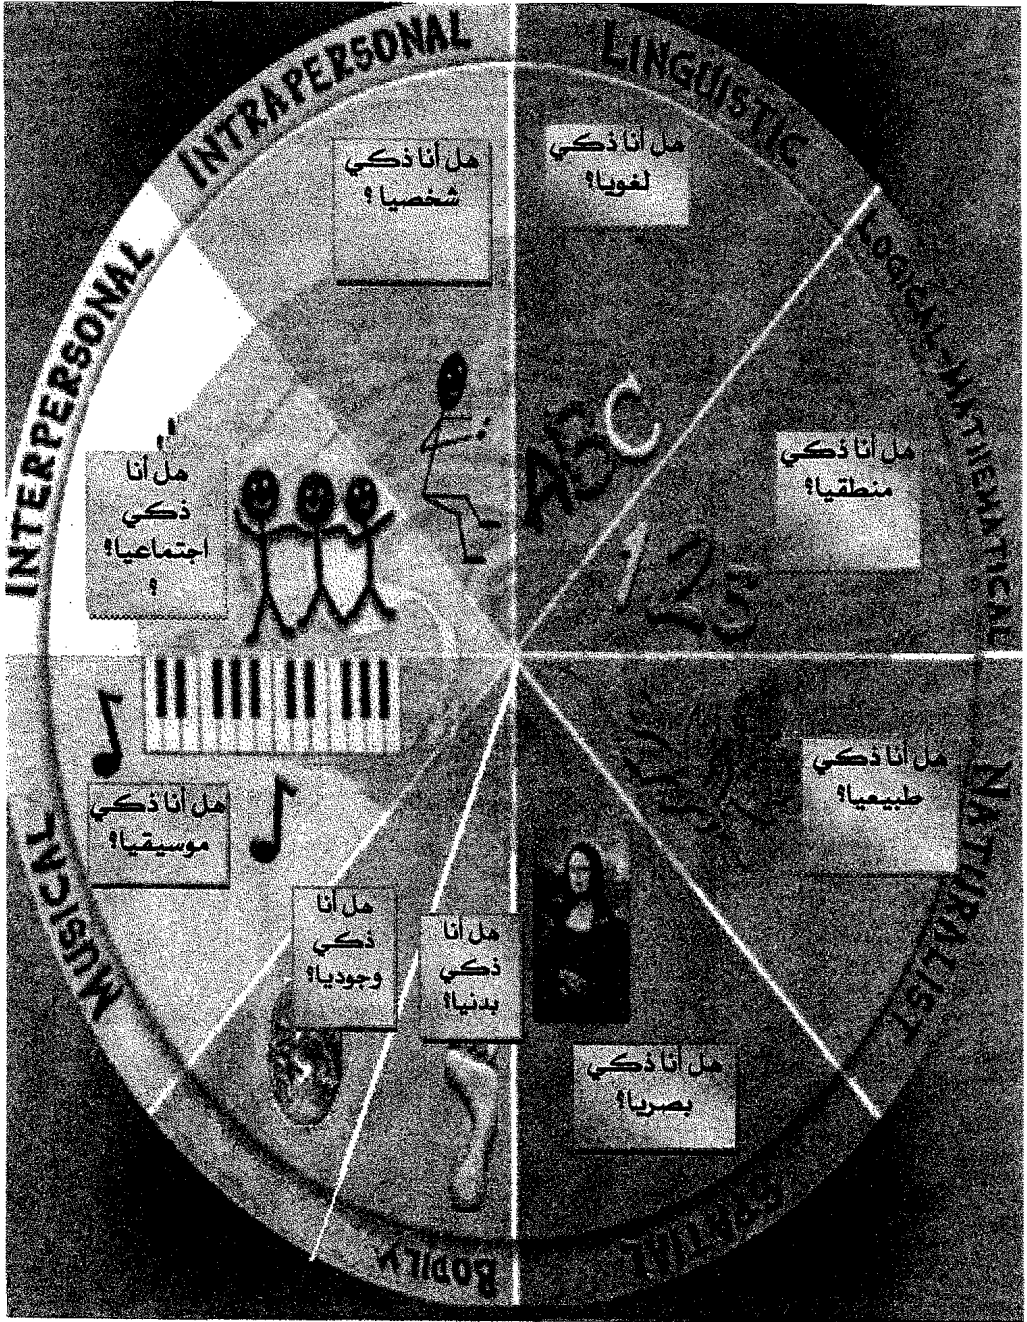 INTRAPERSONAL
LINGUISTIC
هل أنا ذكي
شخصيا ؟
هل أنا ذكي
لغويا؟
LOGICAL-MATHEMATICAL
INTERPERSONAL
ABC
هل أنا ذكي
منطقيا؟
هل أنا
ذكي
اجتماعيا؟
؟
123
هل أنا ذكي
طبيعيا؟
NATURALIST
هل أنا ذكي
موسيقيا؟
MUSICAL
هل أنا
ذكي
وجوديا؟
هل أنا
ذكي
بدنيا؟
هل أنا ذكي
بصريا؟
SPATIAL
BODILY